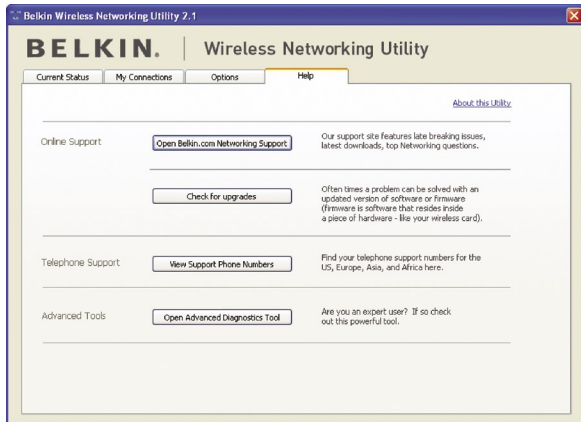 Belkin Wireless Networking Utility 2.1
BELKIN. Wireless Networking Utility
Current Status My Connections Options Help
About this Utility
Online Support
Open Belkin.com Networking Support
Our support site features late breaking issues,
latest downloads, top Networking questions.
Check for upgrades
Often times a problem can be solved with an
updated version of software or firmware
(firmware is software that resides inside
a piece of hardware - like your wireless card).
Telephone Support
View Support Phone Numbers
Find your telephone support numbers for the
US, Europe, Asia, and Africa here.
Advanced Tools
Open Advanced Diagnostics Tool
Are you an expert user? If so check
out this powerful tool.